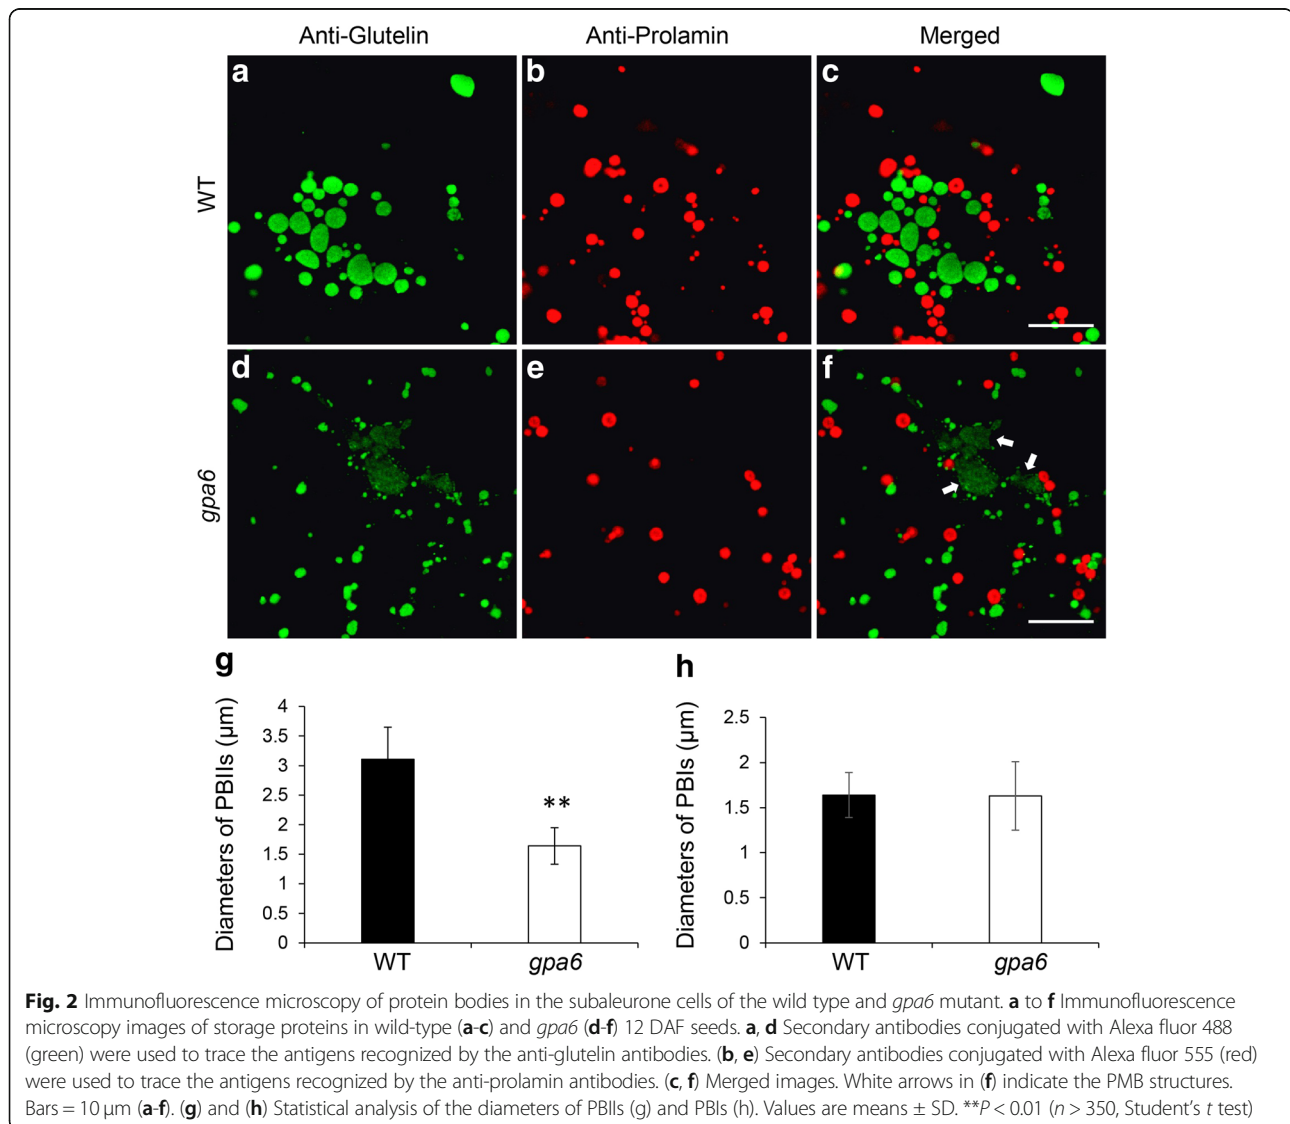 Anti-Glutelin Anti-Prolamin Merged
a b c
WT
d e f
gpa6
g h
Diameters of PBIIs (µm)
4
3.5
3
2.5
2
1.5
1
0.5
0
**
WT gpa6
Diameters of PBIs (µm)
2.5
2
1.5
1
0.5
0
WT gpa6
Fig. 2 Immunofluorescence microscopy of protein bodies in the subaleurone cells of the wild type and gpa6 mutant. a to f Immunofluorescence
microscopy images of storage proteins in wild-type (a-c) and gpa6 (d-f) 12 DAF seeds. a, d Secondary antibodies conjugated with Alexa fluor 488
(green) were used to trace the antigens recognized by the anti-glutelin antibodies. (b, e) Secondary antibodies conjugated with Alexa fluor 555 (red)
were used to trace the antigens recognized by the anti-prolamin antibodies. (c, f) Merged images. White arrows in (f) indicate the PMB structures.
Bars = 10 µm (a-f). (g) and (h) Statistical analysis of the diameters of PBIIs (g) and PBIs (h). Values are means ± SD. **P < 0.01 (n > 350, Student's t test)